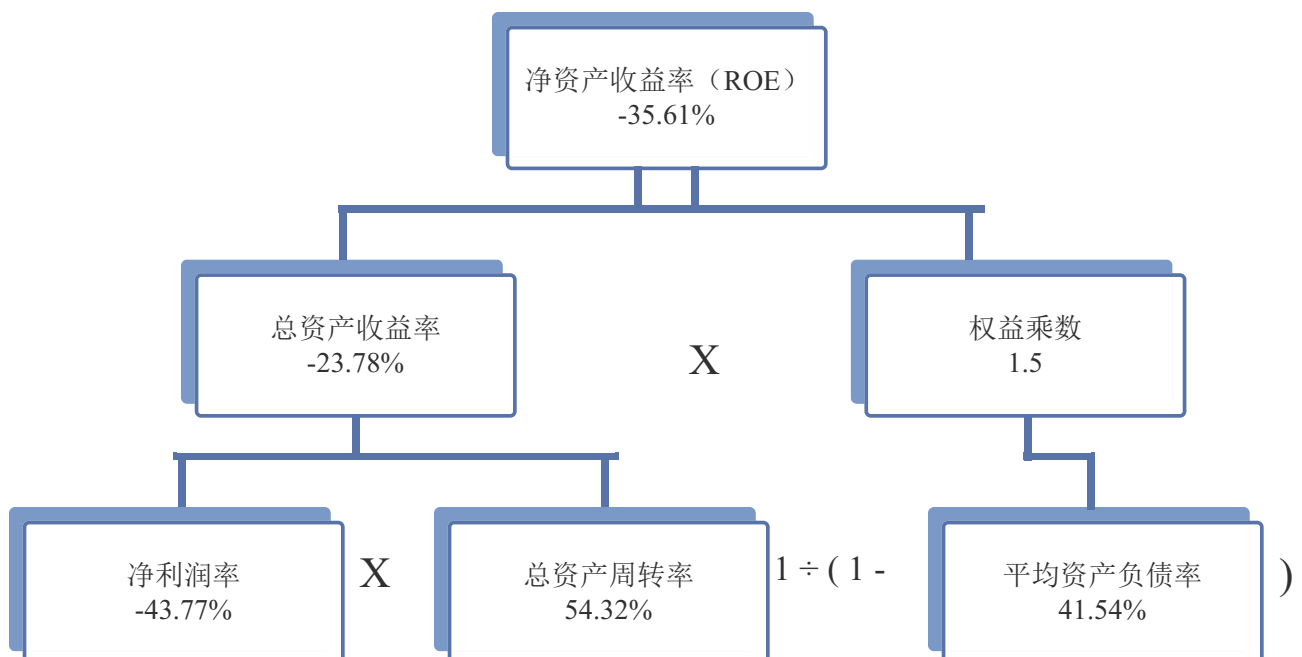 净资产收益率（ROE）
-35.61%
总资产收益率
-23.78%
X
权益乘数
1.5
净利润率
-43.77%
X
总资产周转率
54.32%
1 ÷ ( 1 -
平均资产负债率
41.54%
)